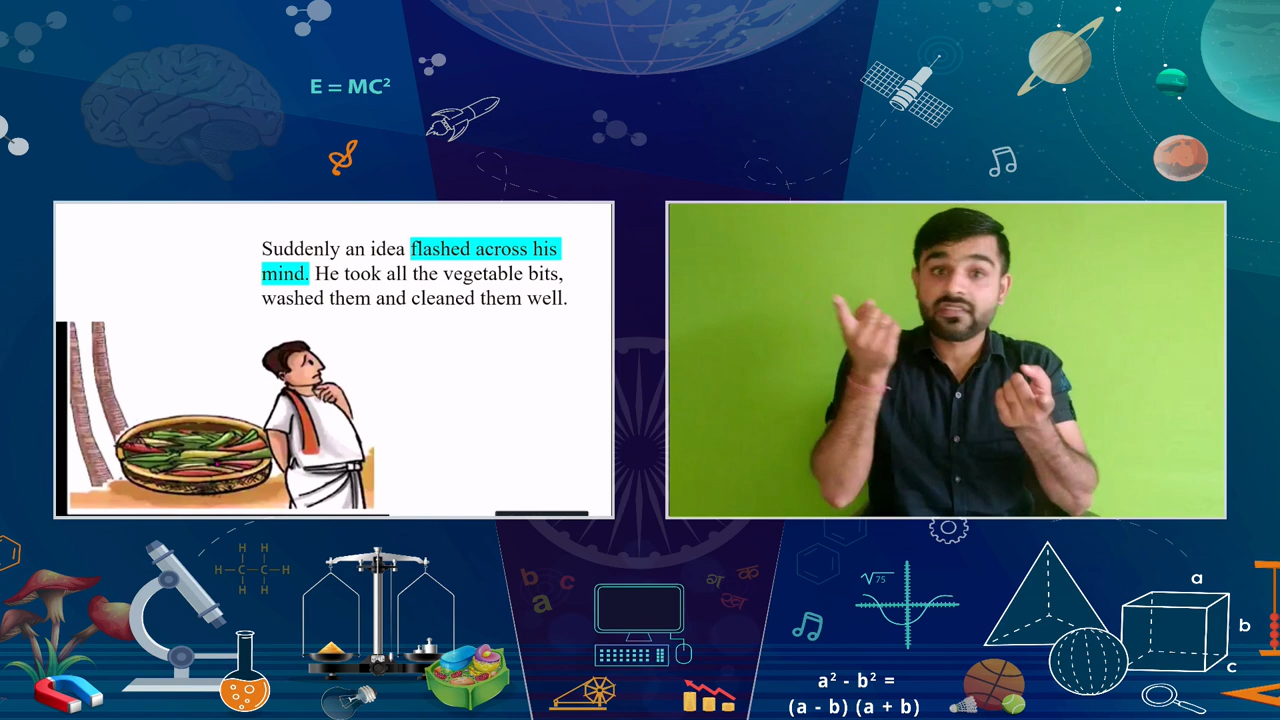 E = MC²
Suddenly an idea flashed across his
mind. He took all the vegetable bits,
washed them and cleaned them well.
H H
H C C H
H H
b c
a
ग क
ख
√75
a
b
c
a² - b² =
(a - b) (a + b)